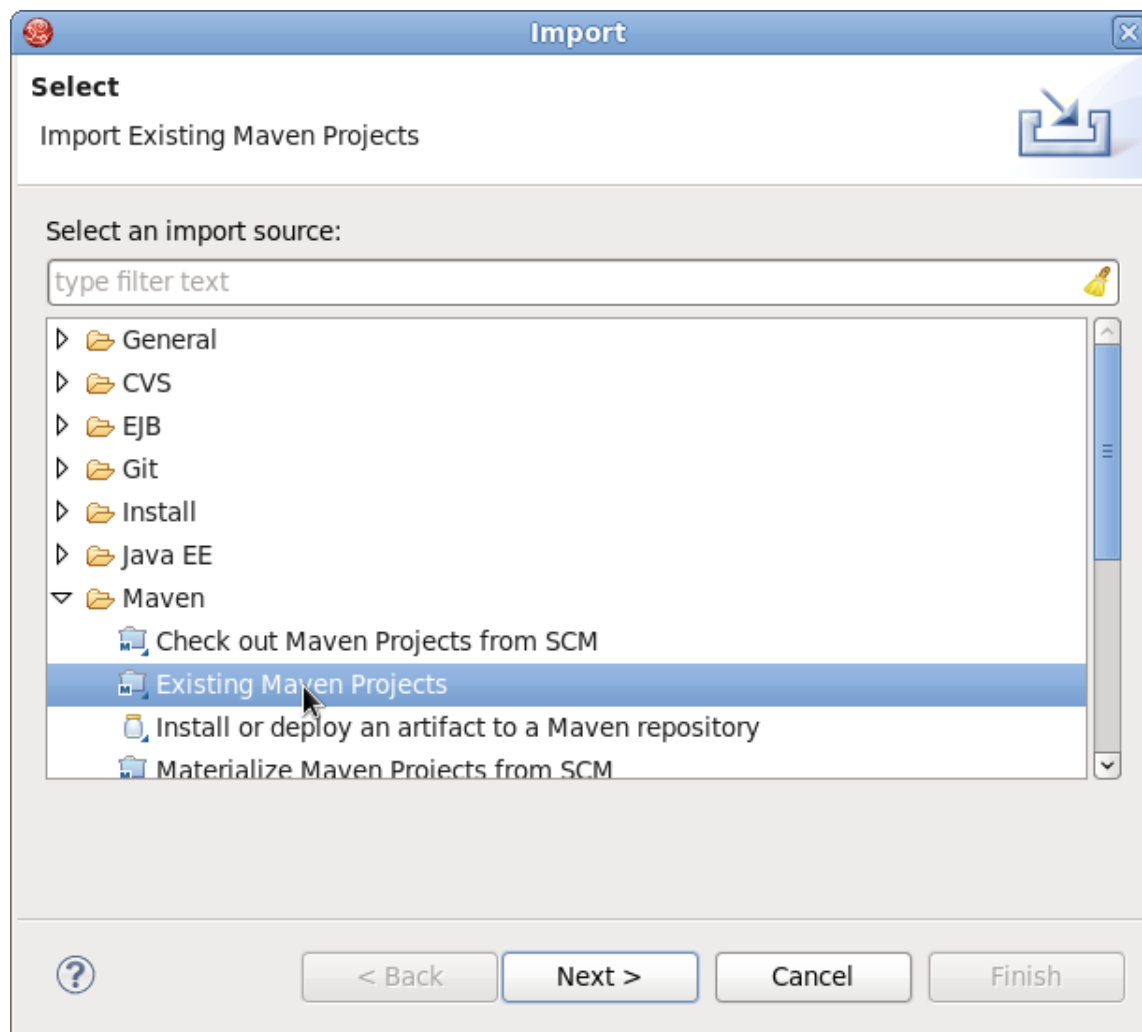 Import
Select
Import Existing Maven Projects
Select an import source:
type filter text
General
CVS
EJB
Git
Install
Java EE
Maven
Check out Maven Projects from SCM
Existing Maven Projects
Install or deploy an artifact to a Maven repository
Materialize Maven Projects from SCM
< Back Next > Cancel Finish